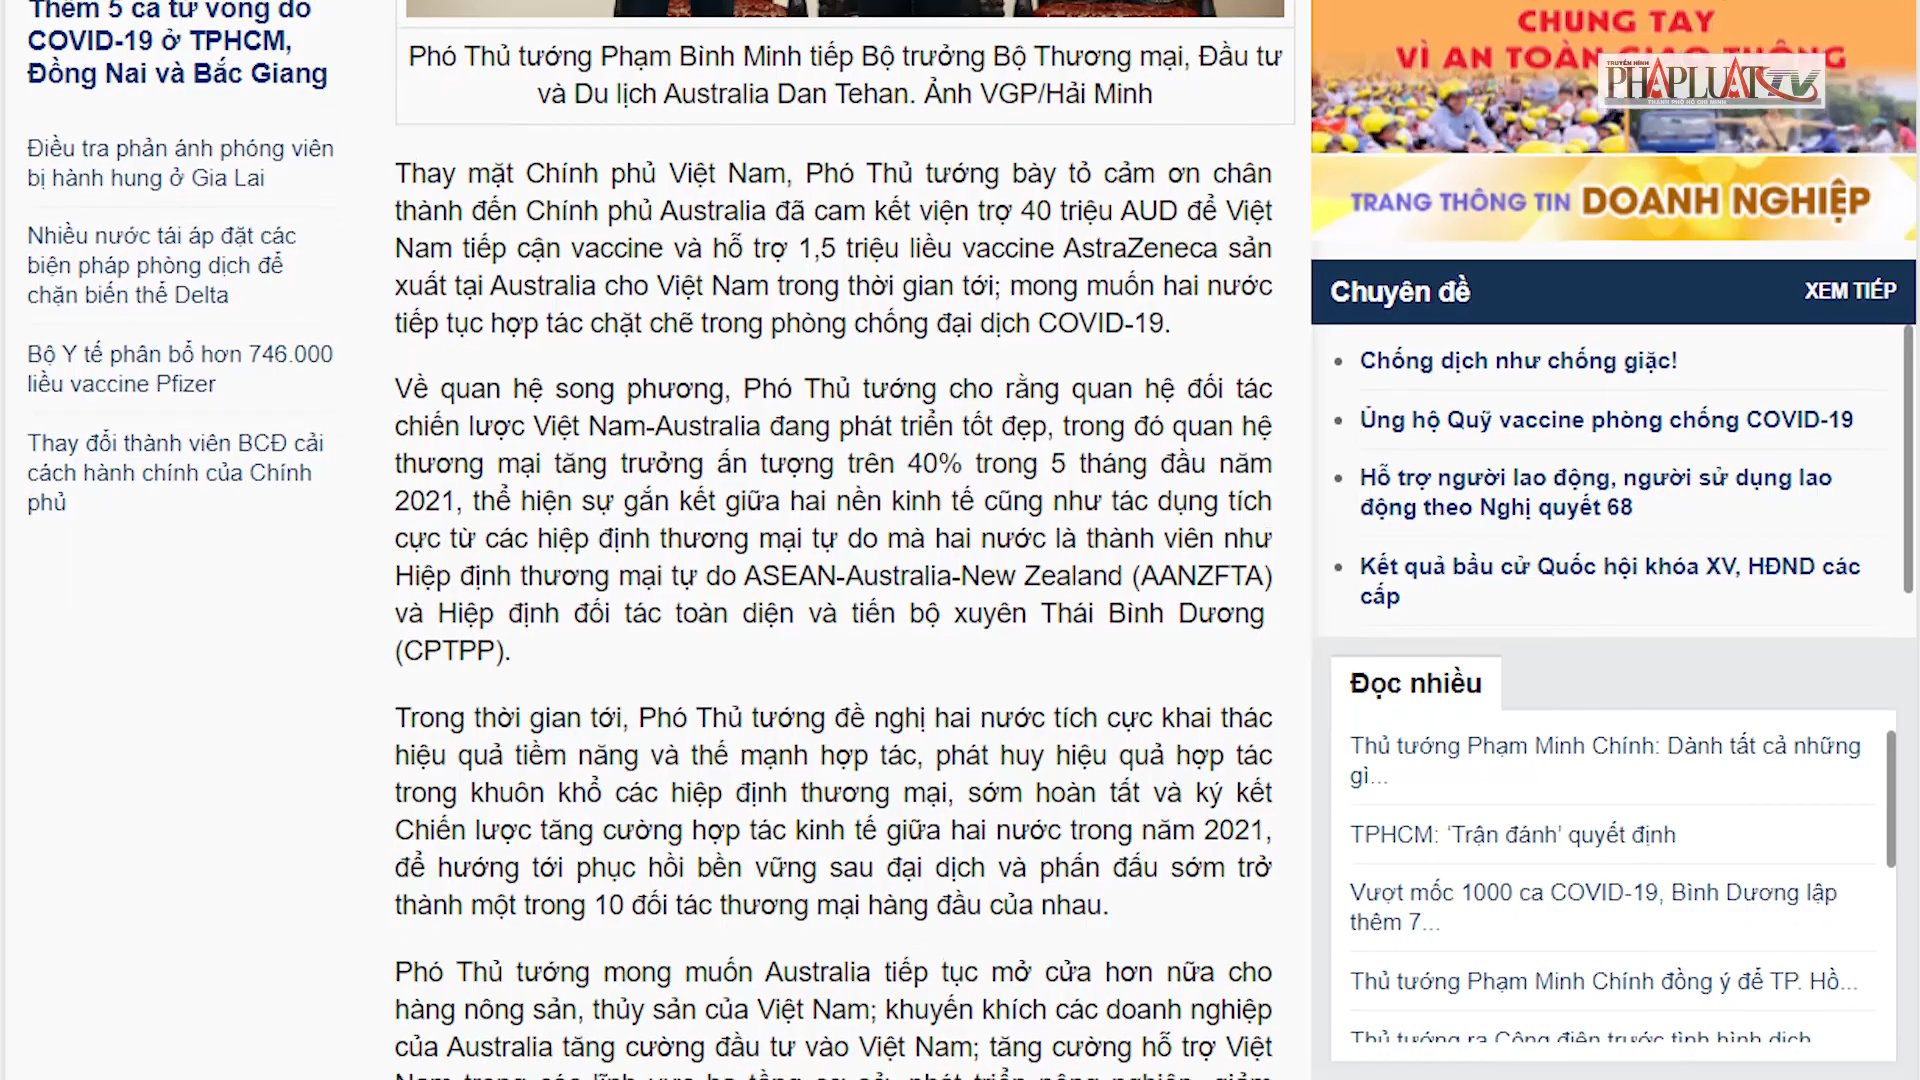 Thêm 5 ca tử vong do
COVID-19 ở TPHCM,
Đồng Nai và Bắc Giang
Điều tra phản ánh phóng viên
bị hành hung ở Gia Lai
Nhiều nước tái áp đặt các
biện pháp phòng dịch để
chặn biến thể Delta
Bộ Y tế phân bổ hơn 746.000
liều vaccine Pfizer
Thay đổi thành viên BCĐ cải
cách hành chính của Chính
phủ
Phó Thủ tướng Phạm Bình Minh tiếp Bộ trưởng Bộ Thương mại, Đầu tư
và Du lịch Australia Dan Tehan. Ảnh VGP/Hải Minh
Thay mặt Chính phủ Việt Nam, Phó Thủ tướng bày tỏ cảm ơn chân
thành đến Chính phủ Australia đã cam kết viện trợ 40 triệu AUD để Việt
Nam tiếp cận vaccine và hỗ trợ 1,5 triệu liều vaccine AstraZeneca sản
xuất tại Australia cho Việt Nam trong thời gian tới; mong muốn hai nước
tiếp tục hợp tác chặt chẽ trong phòng chống đại dịch COVID-19.
Về quan hệ song phương, Phó Thủ tướng cho rằng quan hệ đối tác
chiến lược Việt Nam-Australia đang phát triển tốt đẹp, trong đó quan hệ
thương mại tăng trưởng ấn tượng trên 40% trong 5 tháng đầu năm
2021, thể hiện sự gắn kết giữa hai nền kinh tế cũng như tác dụng tích
cực từ các hiệp định thương mại tự do mà hai nước là thành viên như
Hiệp định thương mại tự do ASEAN-Australia-New Zealand (AANZFTA)
và Hiệp định đối tác toàn diện và tiến bộ xuyên Thái Bình Dương
(CPTPP).
Trong thời gian tới, Phó Thủ tướng đề nghị hai nước tích cực khai thác
hiệu quả tiềm năng và thế mạnh hợp tác, phát huy hiệu quả hợp tác
trong khuôn khổ các hiệp định thương mại, sớm hoàn tất và ký kết
Chiến lược tăng cường hợp tác kinh tế giữa hai nước trong năm 2021,
để hướng tới phục hồi bền vững sau đại dịch và phấn đấu sớm trở
thành một trong 10 đối tác thương mại hàng đầu của nhau.
Phó Thủ tướng mong muốn Australia tiếp tục mở cửa hơn nữa cho
hàng nông sản, thủy sản của Việt Nam; khuyến khích các doanh nghiệp
của Australia tăng cường đầu tư vào Việt Nam; tăng cường hỗ trợ Việt
CHUNG TAY
VÌ AN TOÀN GIAO THÔNG
TRUYỀN HÌNH
PHÁPLUẬT TV
THÀNH PHỐ HỒ CHÍ MINH
TRANG THÔNG TIN DOANH NGHIỆP
Chuyên đề XEM TIẾP
Chống dịch như chống giặc!
Ủng hộ Quỹ vaccine phòng chống COVID-19
Hỗ trợ người lao động, người sử dụng lao
động theo Nghị quyết 68
Kết quả bầu cử Quốc hội khóa XV, HĐND các
cấp
Đọc nhiều
Thủ tướng Phạm Minh Chính: Dành tất cả những
gì...
TPHCM: ‘Trận đánh’ quyết định
Vượt mốc 1000 ca COVID-19, Bình Dương lập
thêm 7...
Thủ tướng Phạm Minh Chính đồng ý để TP. Hồ...
Thủ tướng ra Công điện trước tình hình dịch